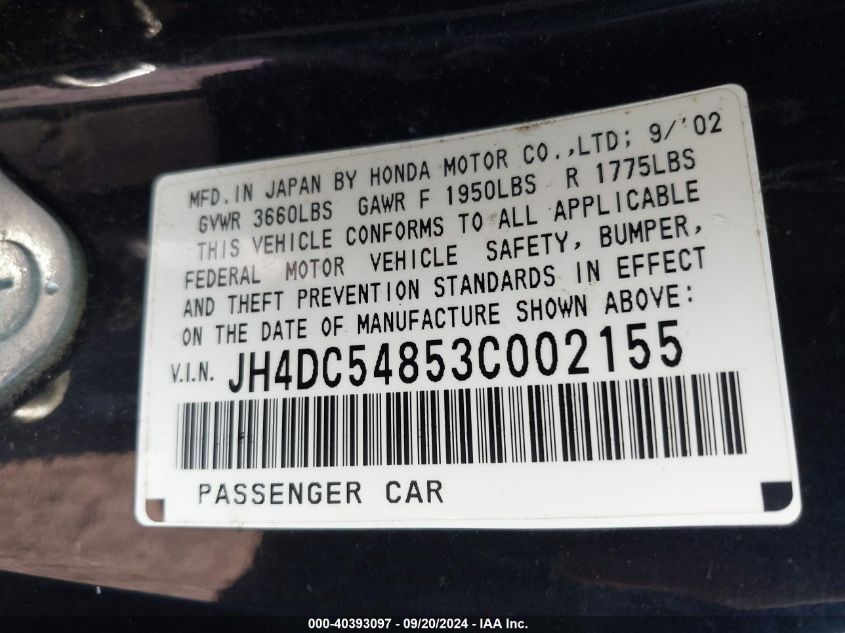 MFD. IN JAPAN BY HONDA MOTOR CO.,LTD; 9/'02
GVWR 3660LBS GAWR F 1950LBS R 1775LBS
THIS VEHICLE CONFORMS TO ALL APPLICABLE
FEDERAL MOTOR VEHICLE SAFETY, BUMPER,
AND THEFT PREVENTION STANDARDS IN EFFECT
ON THE DATE OF MANUFACTURE SHOWN ABOVE:
V.I.N. JH4DC54853C002155
PASSENGER CAR
000-40393097 - 09/20/2024 - IAA Inc.